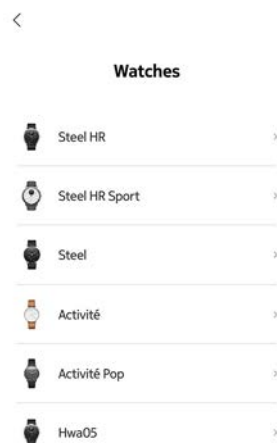 Watches
Steel HR
Steel HR Sport
Steel
Activité
Activité Pop
Hwa05